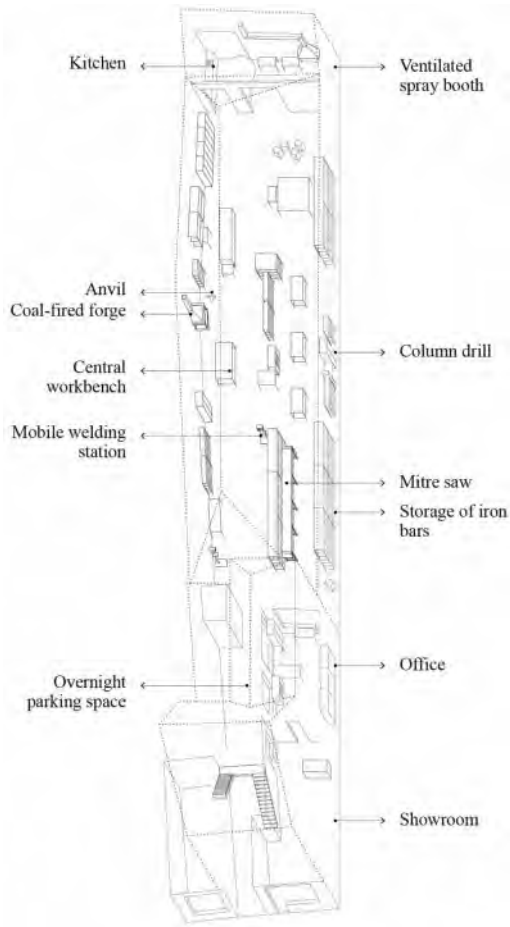 Kitchen
Ventilated
spray booth
Anvil
Coal-fired forge
Column drill
Central
workbench
Mobile welding
station
Mitre saw
Storage of iron
bars
Office
Overnight
parking space
Showroom